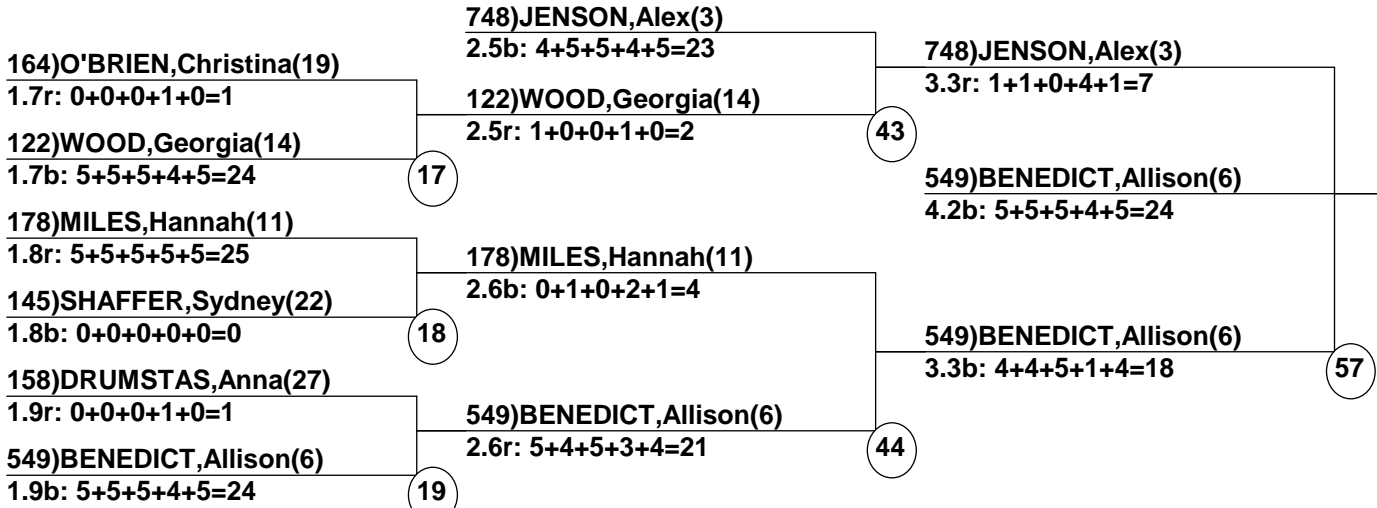 164)O'BRIEN,Christina(19)
1.7r: 0+0+0+1+0=1
122)WOOD,Georgia(14)
1.7b: 5+5+5+4+5=24
17
178)MILES,Hannah(11)
1.8r: 5+5+5+5+5=25
145)SHAFFER,Sydney(22)
1.8b: 0+0+0+0+0=0
18
158)DRUMSTAS,Anna(27)
1.9r: 0+0+0+1+0=1
549)BENEDICT,Allison(6)
1.9b: 5+5+5+4+5=24
19
748)JENSON,Alex(3)
2.5b: 4+5+5+4+5=23
122)WOOD,Georgia(14)
2.5r: 1+0+0+1+0=2
43
178)MILES,Hannah(11)
2.6b: 0+1+0+2+1=4
549)BENEDICT,Allison(6)
2.6r: 5+4+5+3+4=21
44
748)JENSON,Alex(3)
3.3r: 1+1+0+4+1=7
549)BENEDICT,Allison(6)
4.2b: 5+5+5+4+5=24
549)BENEDICT,Allison(6)
3.3b: 4+4+5+1+4=18
57